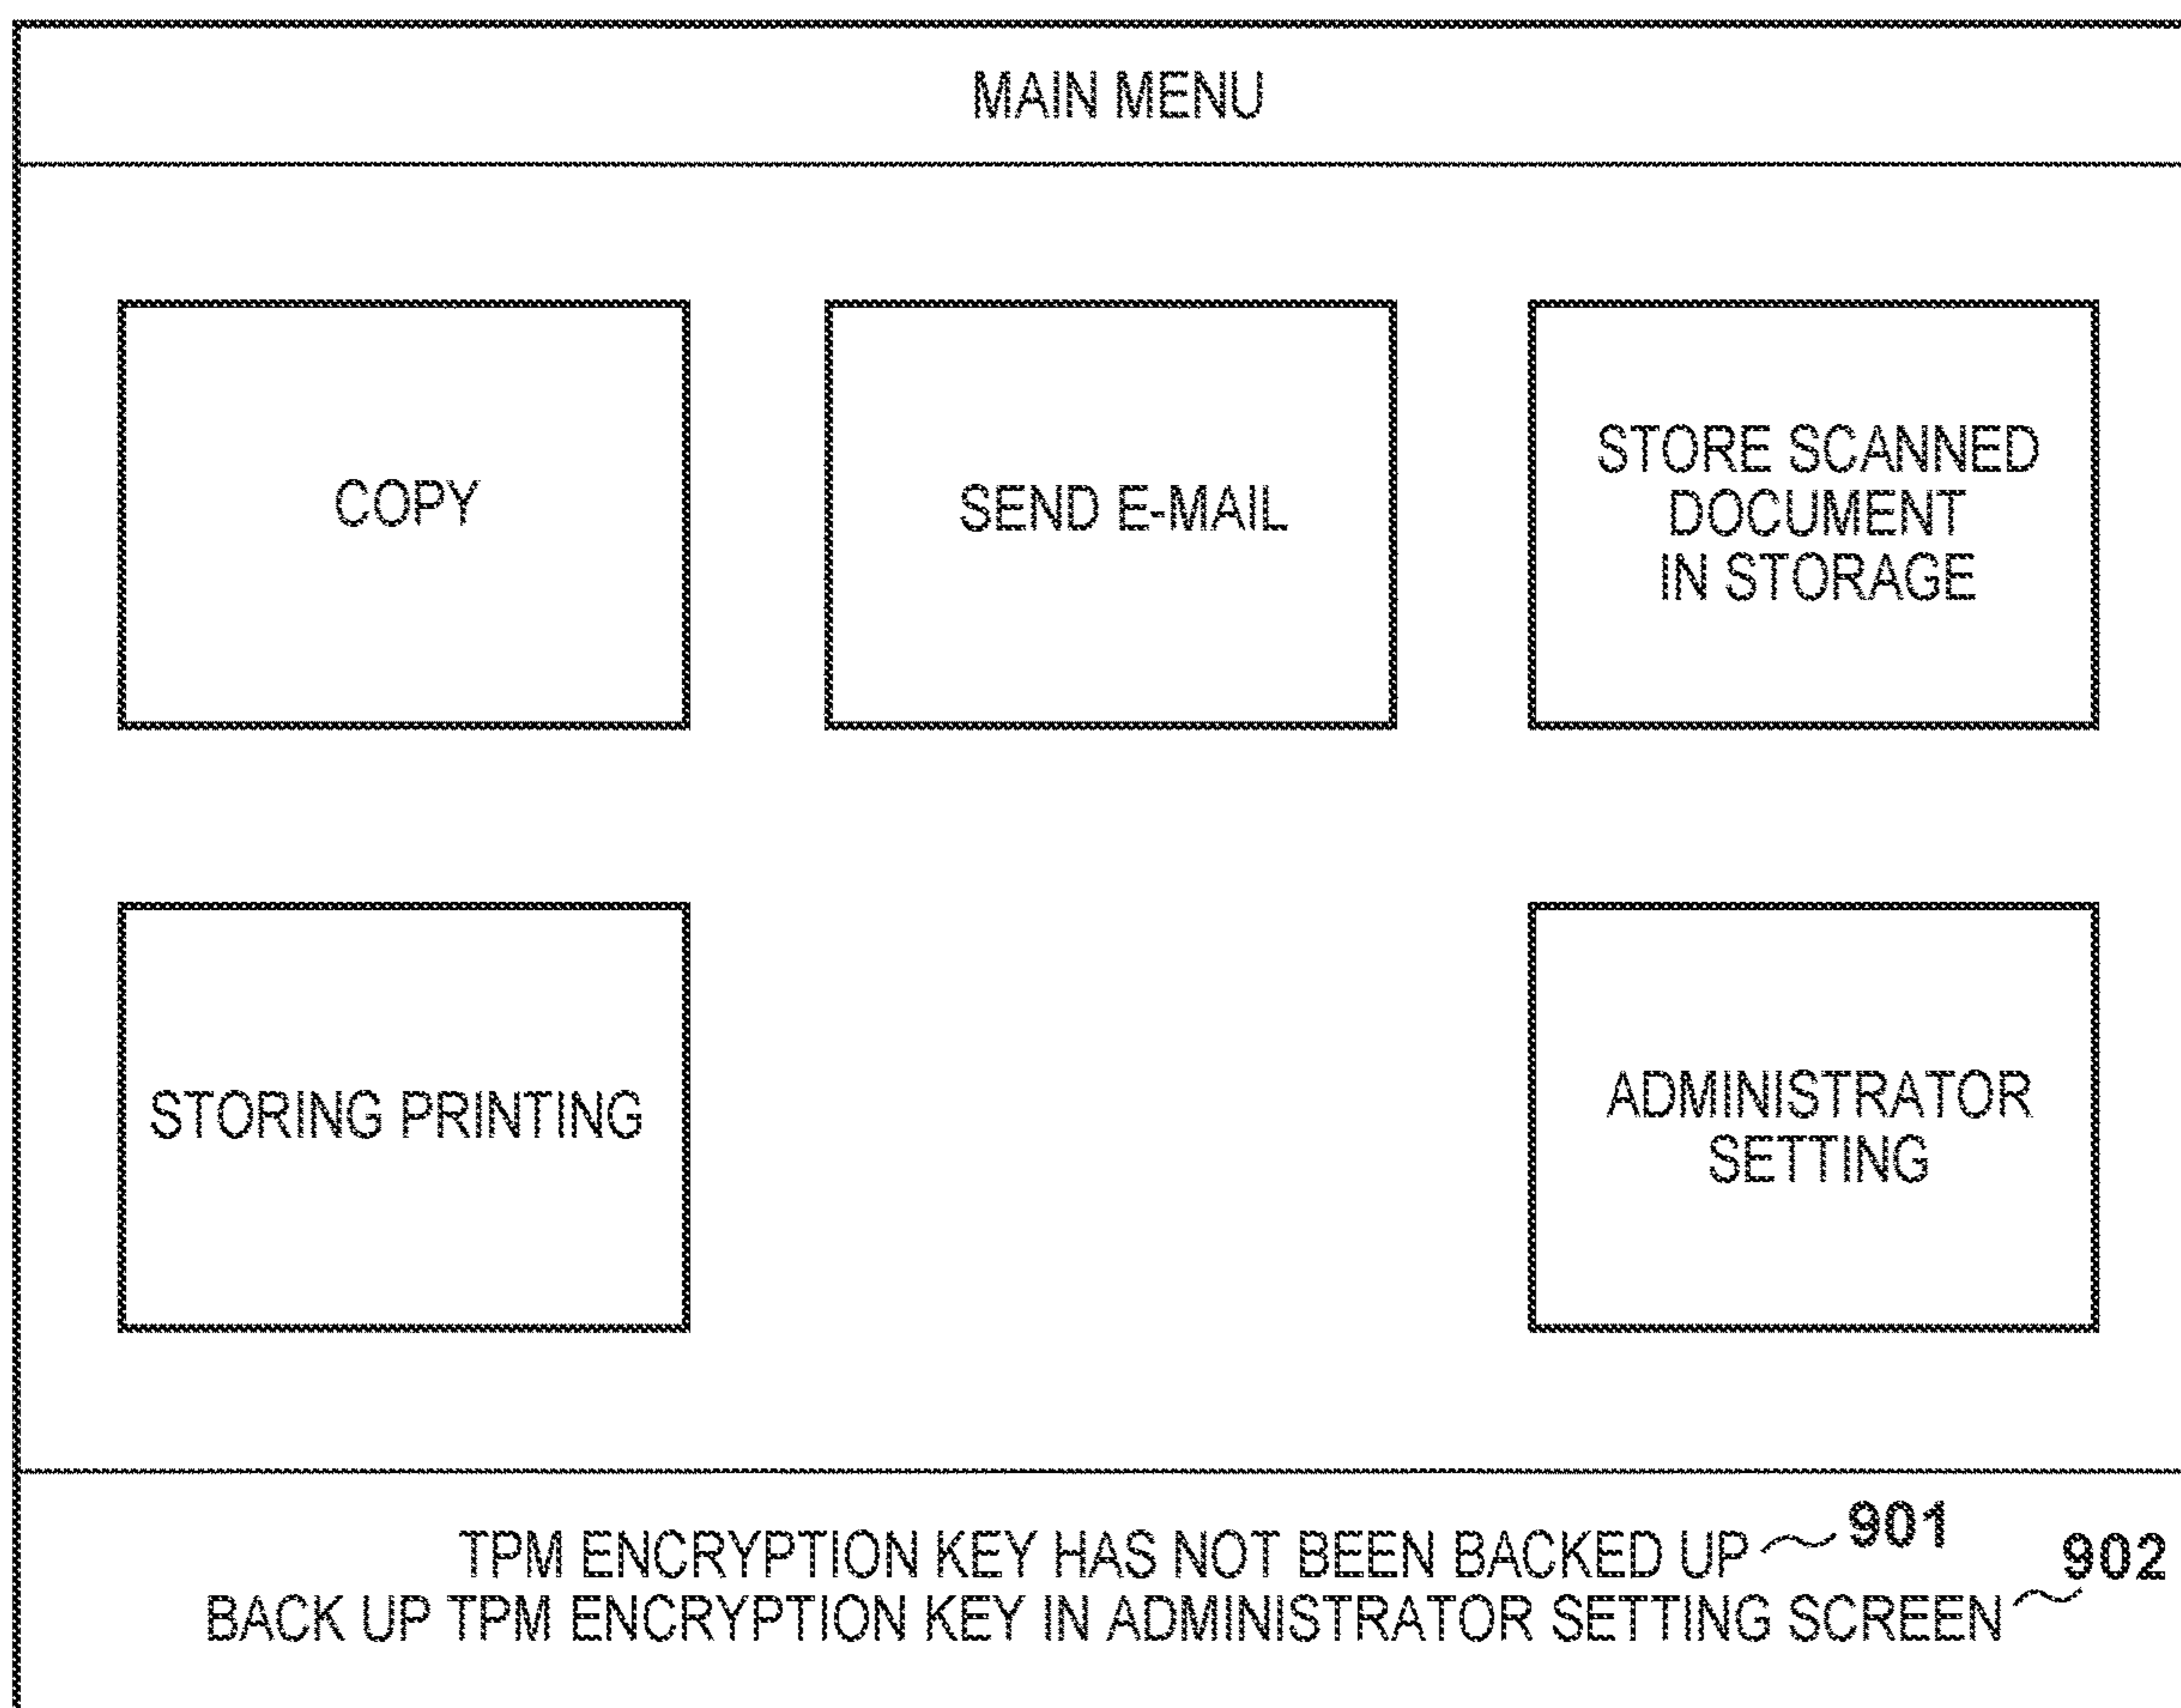 MAIN MENU
COPY
SEND E-MAIL
STORE SCANNED
DOCUMENT
IN STORAGE
STORING PRINTING
ADMINISTRATOR
SETTING
TPM ENCRYPTION KEY HAS NOT BEEN BACKED UP 901
BACK UP TPM ENCRYPTION KEY IN ADMINISTRATOR SETTING SCREEN 902